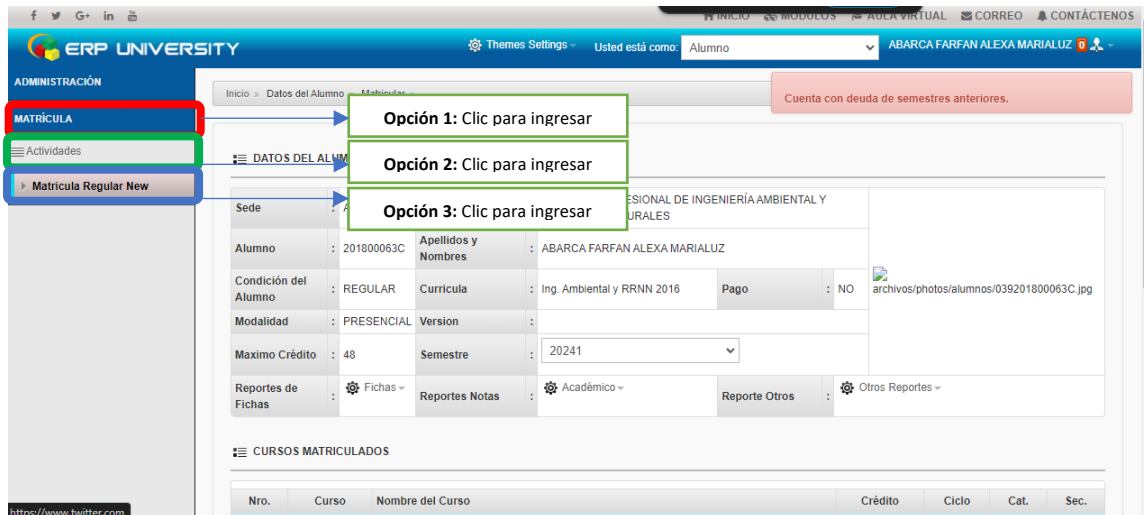 G+ in
INICIO MODULOS AULA VIRTUAL CORREO CONTÁCTENOS
ERP UNIVERSITY
Themes Settings Usted está como: Alumno ABARCA FARFAN ALEXA MARIALUZ 0
ADMINISTRACIÓN
Inicio » Datos del Alumno » Matricular
Cuenta con deuda de semestres anteriores.
MATRÍCULA
Opción 1: Clic para ingresar
Actividades
DATOS DEL ALUM
Opción 2: Clic para ingresar
Matricula Regular New
Opción 3: Clic para ingresar
Sede : A
ESIONAL DE INGENIERÍA AMBIENTAL Y
URALES
Alumno : 201800063C Apellidos y Nombres : ABARCA FARFAN ALEXA MARIALUZ
Condición del Alumno : REGULAR Curricula : Ing. Ambiental y RRNN 2016 Pago : NO
archivos/photos/alumnos/039201800063C.jpg
Modalidad : PRESENCIAL Version :
Maximo Crédito : 48 Semestre : 20241
Reportes de Fichas : Fichas Reportes Notas : Académico Reporte Otros : Otros Reportes
CURSOS MATRICULADOS
Nro. Curso Nombre del Curso Crédito Ciclo Cat. Sec.
https://www.twitter.com